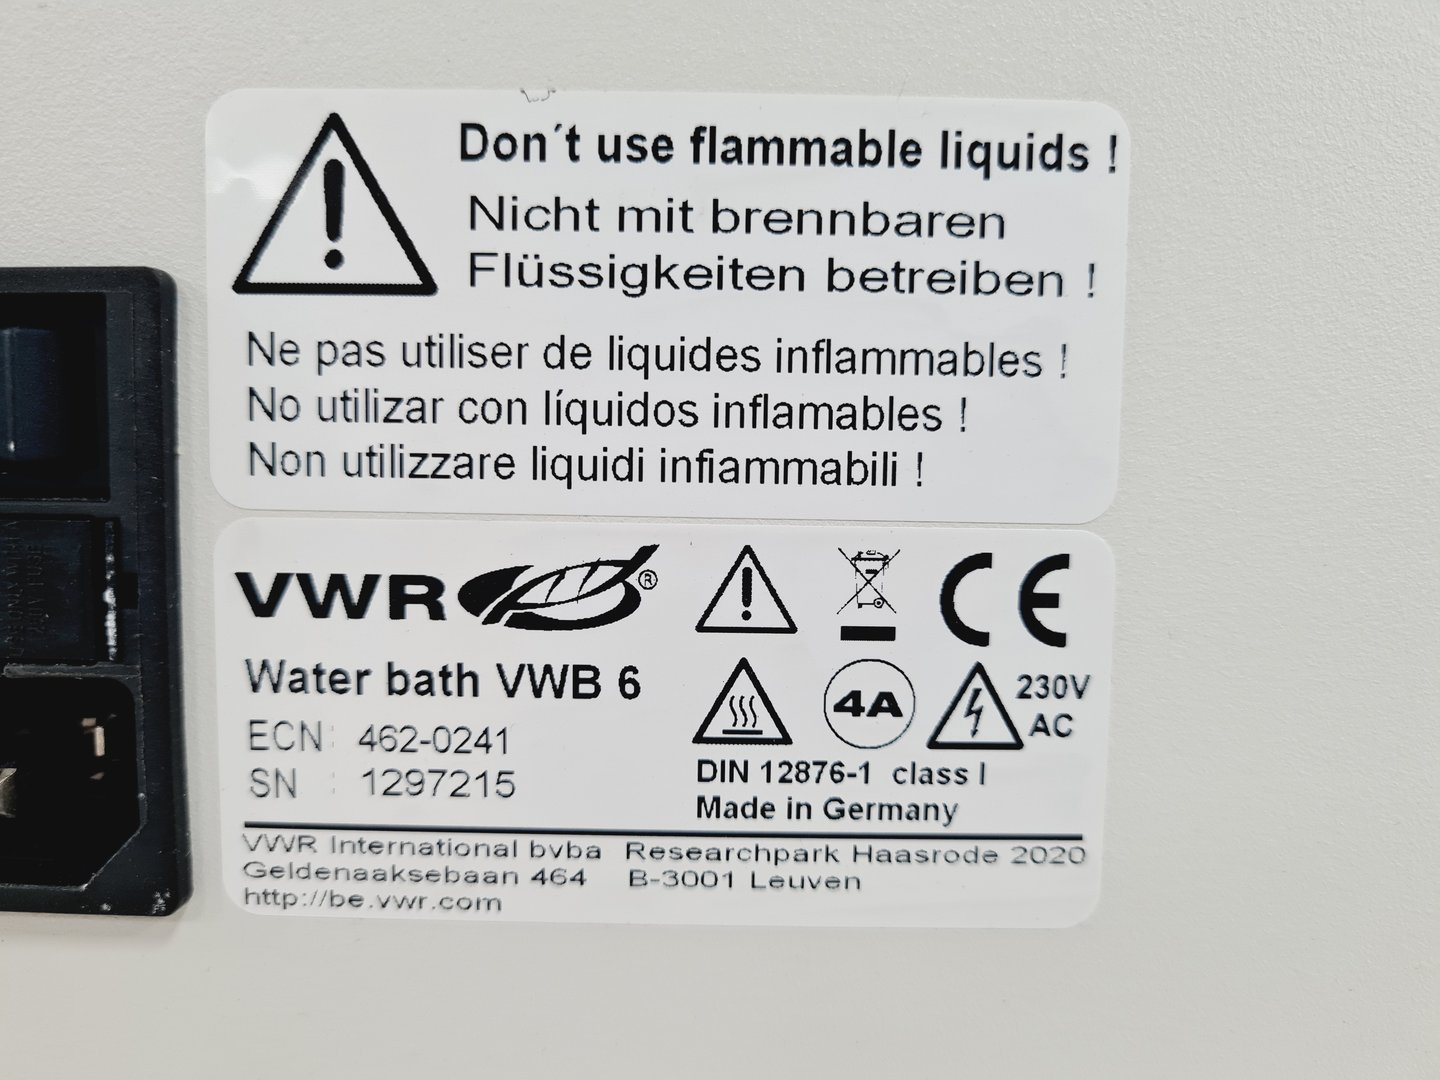 Don´t use flammable liquids !
Nicht mit brennbaren
Flüssigkeiten betreiben !
Ne pas utiliser de liquides inflammables !
No utilizar con líquidos inflamables !
Non utilizzare liquidi infiammabili !
VWR ®
CE
Water bath VWB 6
4A
230V
AC
ECN : 462-0241
SN : 1297215
DIN 12876-1 class I
Made in Germany
VWR International bvba Researchpark Haasrode 2020
Geldenaaksebaan 464 B-3001 Leuven
http://be.vwr.com